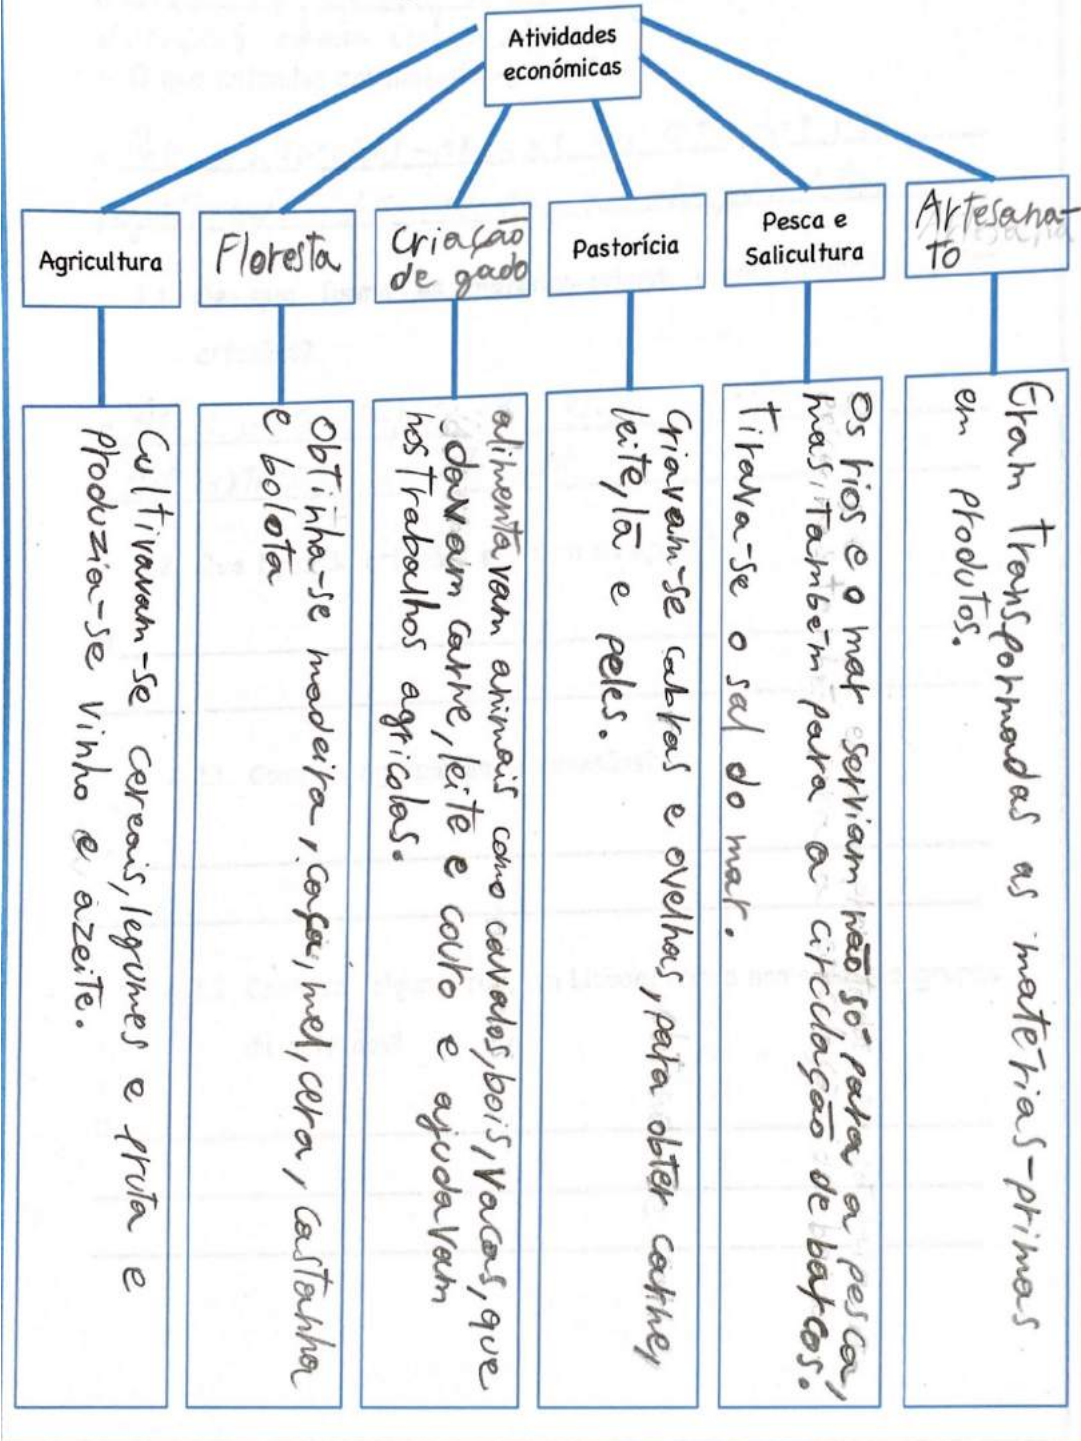 Atividades
económicas
Agricultura
Floresta
Criação
de gado
Pastorícia
Pesca e
Salicultura
Artesana-
to
Cultivavam-se cereais, legumes e fruta e
produzia-se vinho e azeite.
Obtinha-se madeira, caça, mel, cera, castanha
e bolota
alimentavam animais como cavalos, bois, vacas, que
davam carne, leite e couro e ajudavam
nos trabalhos agricolas.
Criavam-se cabras e ovelhas, para obter carne,
leite, lã e peles.
Os rios e o mar serviam não só para a pesca,
mas também para a circulação de barcos.
Tirava-se o sal do mar.
Eram transformadas as matérias-primas
em produtos.